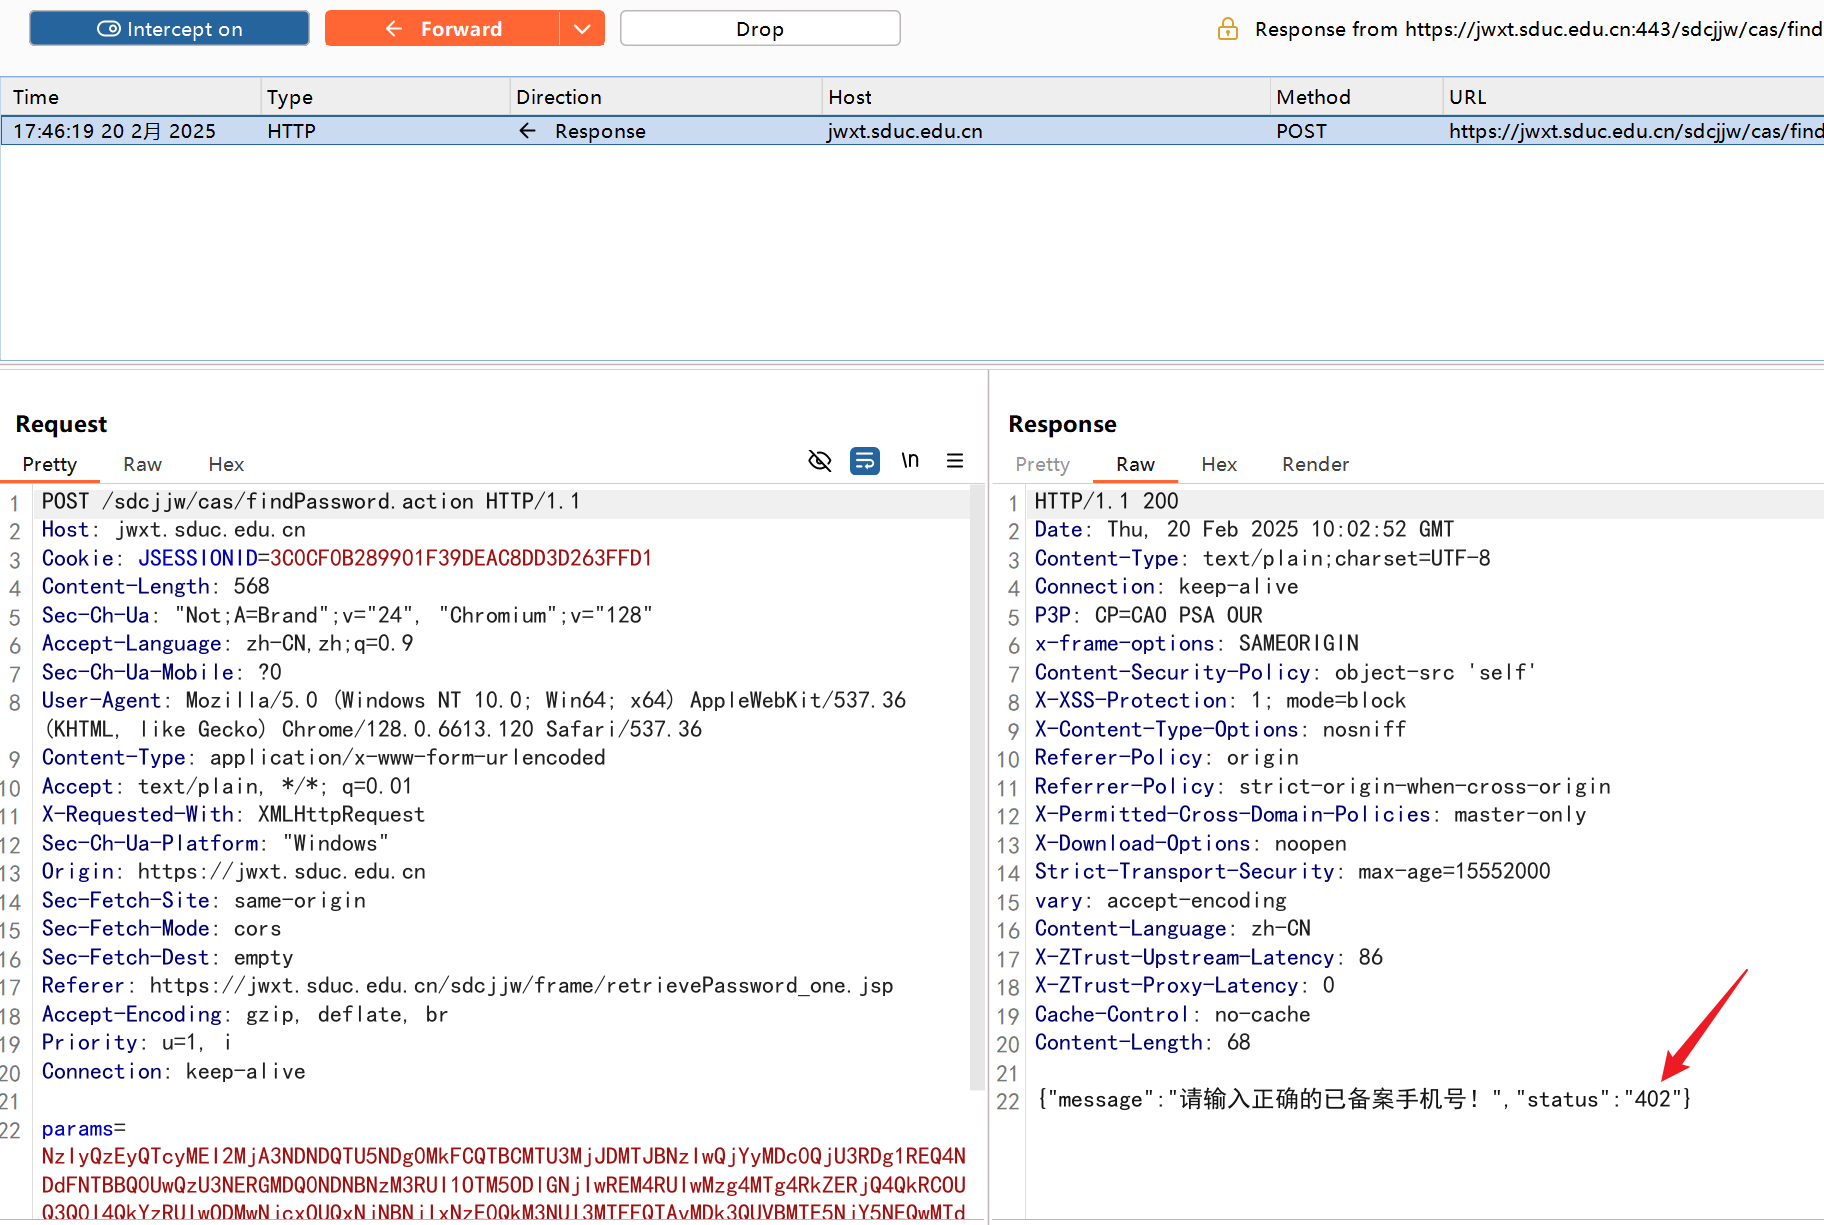 Intercept on
Forward
Drop
Response from https://jwxt.sduc.edu.cn:443/sdcjjw/cas/find
Time Type Direction Host Method URL
17:46:19 20 2月 2025 HTTP ← Response jwxt.sduc.edu.cn POST https://jwxt.sduc.edu.cn/sdcjjw/cas/find
Request
Pretty Raw Hex \n
1 POST /sdcjjw/cas/findPassword.action HTTP/1.1
2 Host: jwxt.sduc.edu.cn
3 Cookie: JSESSIONID=3C0CF0B289901F39DEAC8DD3D263FFD1
4 Content-Length: 568
5 Sec-Ch-Ua: "Not;A=Brand";v="24", "Chromium";v="128"
6 Accept-Language: zh-CN,zh;q=0.9
7 Sec-Ch-Ua-Mobile: ?0
8 User-Agent: Mozilla/5.0 (Windows NT 10.0; Win64; x64) AppleWebKit/537.36
(KHTML, like Gecko) Chrome/128.0.6613.120 Safari/537.36
9 Content-Type: application/x-www-form-urlencoded
10 Accept: text/plain, */*; q=0.01
11 X-Requested-With: XMLHttpRequest
12 Sec-Ch-Ua-Platform: "Windows"
13 Origin: https://jwxt.sduc.edu.cn
14 Sec-Fetch-Site: same-origin
15 Sec-Fetch-Mode: cors
16 Sec-Fetch-Dest: empty
17 Referer: https://jwxt.sduc.edu.cn/sdcjjw/frame/retrievePassword_one.jsp
18 Accept-Encoding: gzip, deflate, br
19 Priority: u=1, i
20 Connection: keep-alive
21
22 params=
Response
Pretty Raw Hex Render
1 HTTP/1.1 200
2 Date: Thu, 20 Feb 2025 10:02:52 GMT
3 Content-Type: text/plain;charset=UTF-8
4 Connection: keep-alive
5 P3P: CP=CAO PSA OUR
6 x-frame-options: SAMEORIGIN
7 Content-Security-Policy: object-src 'self'
8 X-XSS-Protection: 1; mode=block
9 X-Content-Type-Options: nosniff
10 Referer-Policy: origin
11 Referrer-Policy: strict-origin-when-cross-origin
12 X-Permitted-Cross-Domain-Policies: master-only
13 X-Download-Options: noopen
14 Strict-Transport-Security: max-age=15552000
15 vary: accept-encoding
16 Content-Language: zh-CN
17 X-ZTrust-Upstream-Latency: 86
18 X-ZTrust-Proxy-Latency: 0
19 Cache-Control: no-cache
20 Content-Length: 68
21
22 {"message":"请输入正确的已备案手机号！","status":"402"}